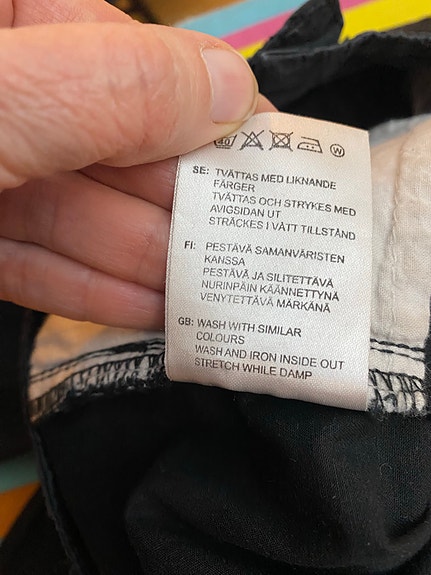 40 W
SE: TVÄTTAS MED LIKNANDE
FÄRGER
TVÄTTAS OCH STRYKES MED
AVIGSIDAN UT
STRÄCKES I VÅTT TILLSTÅND
FI: PESTÄVÄ SAMANVÄRISTEN
KANSSA
PESTÄVÄ JA SILITETTÄVÄ
NURINPÄIN KÄÄNNETTYNÄ
VENYTETTÄVÄ MÄRKÄNÄ
GB: WASH WITH SIMILAR
COLOURS
WASH AND IRON INSIDE OUT
STRETCH WHILE DAMP